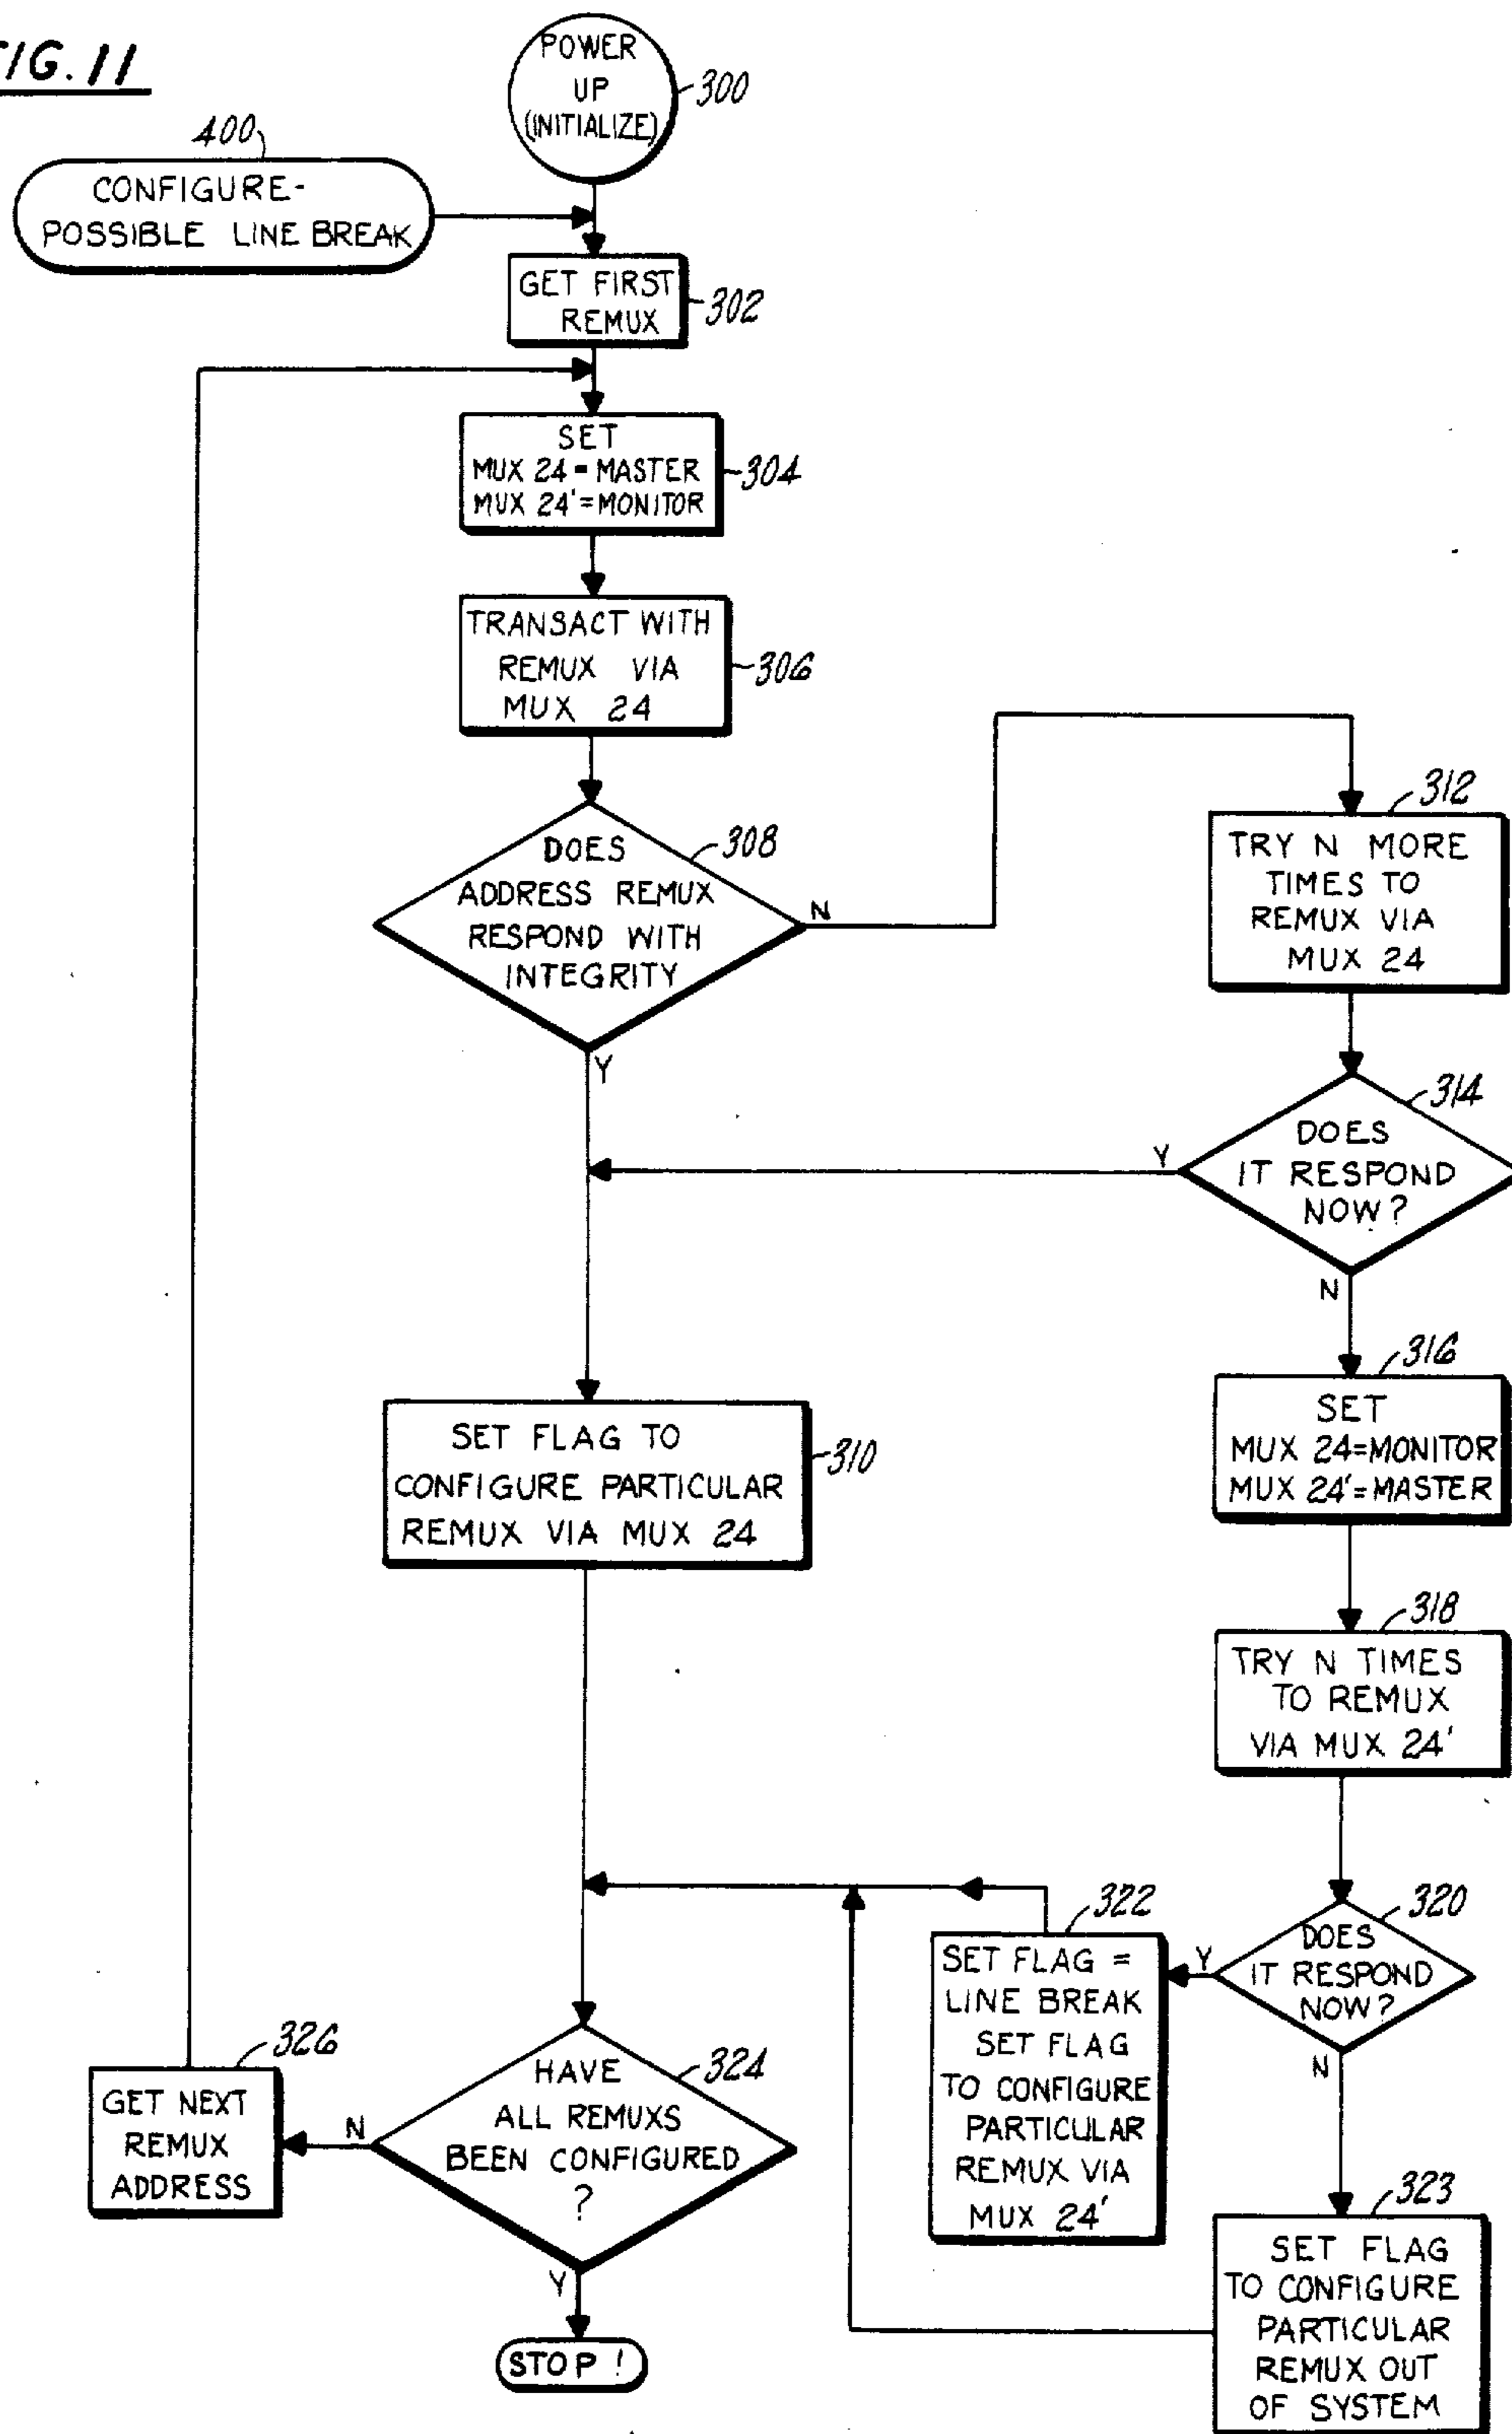 FIG. 11
POWER
UP
(INITIALIZE)
300
400
CONFIGURE-
POSSIBLE LINE BREAK
GET FIRST
REMUX
302
SET
MUX 24 = MASTER
MUX 24' = MONITOR
304
TRANSACT WITH
REMUX VIA
MUX 24
306
DOES
ADDRESS REMUX
RESPOND WITH
INTEGRITY
308
N
Y
312
TRY N MORE
TIMES TO
REMUX VIA
MUX 24
314
DOES
IT RESPOND
NOW?
Y
N
316
SET
MUX 24=MONITOR
MUX 24'=MASTER
SET FLAG TO
CONFIGURE PARTICULAR
REMUX VIA MUX 24
310
318
TRY N TIMES
TO REMUX
VIA MUX 24'
320
DOES
IT RESPOND
NOW?
Y
N
322
SET FLAG =
LINE BREAK
SET FLAG
TO CONFIGURE
PARTICULAR
REMUX VIA
MUX 24'
323
SET FLAG
TO CONFIGURE
PARTICULAR
REMUX OUT
OF SYSTEM
324
HAVE
ALL REMUXS
BEEN CONFIGURED
?
N
Y
326
GET NEXT
REMUX
ADDRESS
STOP !